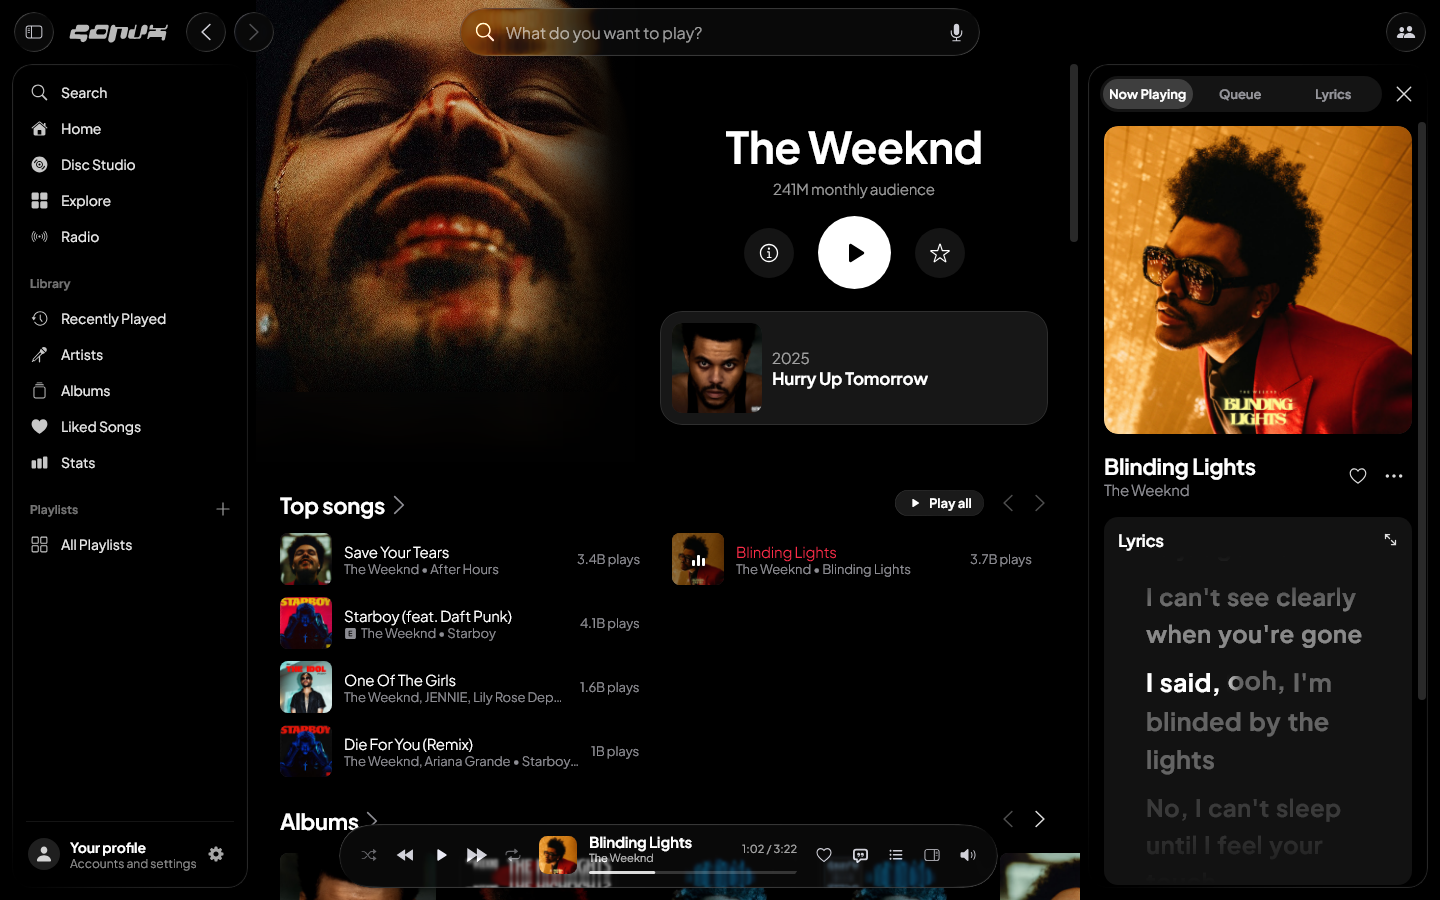 What do you want to play?
Search
Home
Disc Studio
Explore
Radio
Library
Recently Played
Artists
Albums
Liked Songs
Stats
Playlists
All Playlists
Your profile
Accounts and settings
The Weeknd
241M monthly audience
2025
Hurry Up Tomorrow
Top songs
Play all
Save Your Tears
The Weeknd • After Hours
3.4B plays
Starboy (feat. Daft Punk)
E The Weeknd • Starboy
4.1B plays
One Of The Girls
The Weeknd, JENNIE, Lily Rose Dep...
1.6B plays
Die For You (Remix)
The Weeknd, Ariana Grande • Starboy...
1B plays
Blinding Lights
The Weeknd • Blinding Lights
3.7B plays
Albums
Blinding Lights
The Weeknd
1:02 / 3:22
Now Playing
Queue
Lyrics
THE WEEKND
BLINDING
LIGHTS
Blinding Lights
The Weeknd
Lyrics
I can't see clearly
when you're gone
I said, ooh, I'm
blinded by the
lights
No, I can't sleep
until I feel your